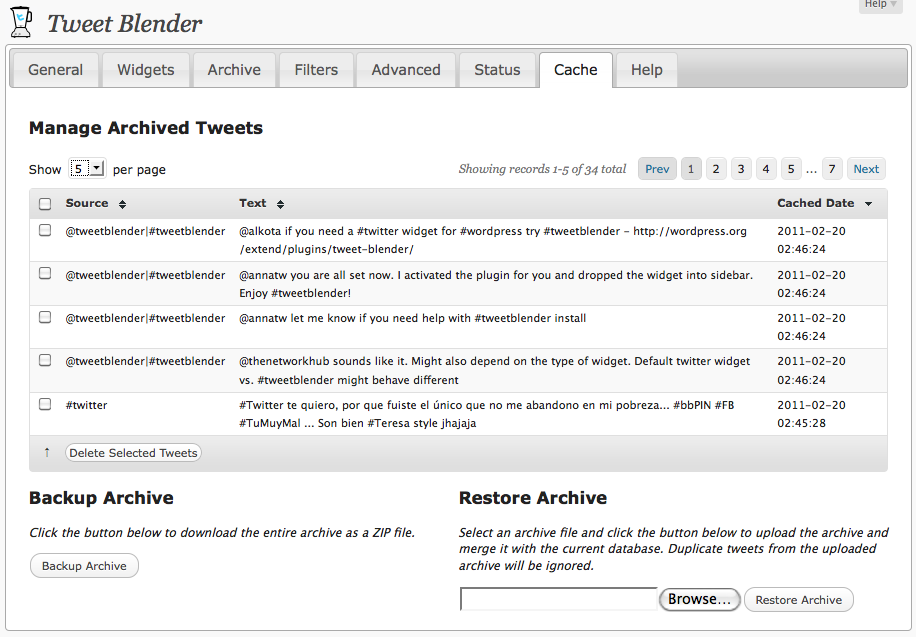 Help
Tweet Blender
General Widgets Archive Filters Advanced Status Cache Help
Manage Archived Tweets
Show 5 per page Showing records 1-5 of 34 total Prev 1 2 3 4 5 ... 7 Next
Source Text Cached Date
@tweetblender|#tweetblender @alkota if you need a #twitter widget for #wordpress try #tweetblender – http://wordpress.org 2011-02-20
/extend/plugins/tweet-blender/ 02:46:24
@tweetblender|#tweetblender @annatw you are all set now. I activated the plugin for you and dropped the widget into sidebar. 2011-02-20
Enjoy #tweetblender! 02:46:24
@tweetblender|#tweetblender @annatw let me know if you need help with #tweetblender install 2011-02-20
02:46:24
@tweetblender|#tweetblender @thenetworkhub sounds like it. Might also depend on the type of widget. Default twitter widget 2011-02-20
vs. #tweetblender might behave different 02:46:24
#twitter #Twitter te quiero, por que fuiste el único que no me abandono en mi pobreza... #bbPIN #FB 2011-02-20
#TuMuyMal ... Son bien #Teresa style jhajaja 02:45:28
↑ Delete Selected Tweets
Backup Archive
Click the button below to download the entire archive as a ZIP file.
Backup Archive
Restore Archive
Select an archive file and click the button below to upload the archive and
merge it with the current database. Duplicate tweets from the uploaded
archive will be ignored.
Browse... Restore Archive